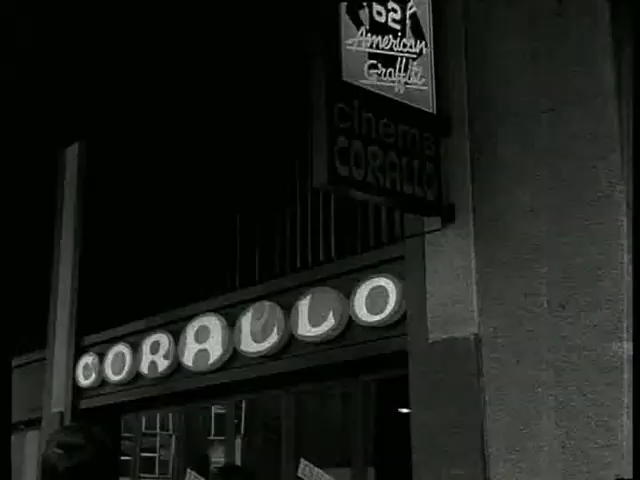 62
American
Graffiti
cinema
CORALLO
CORALLO